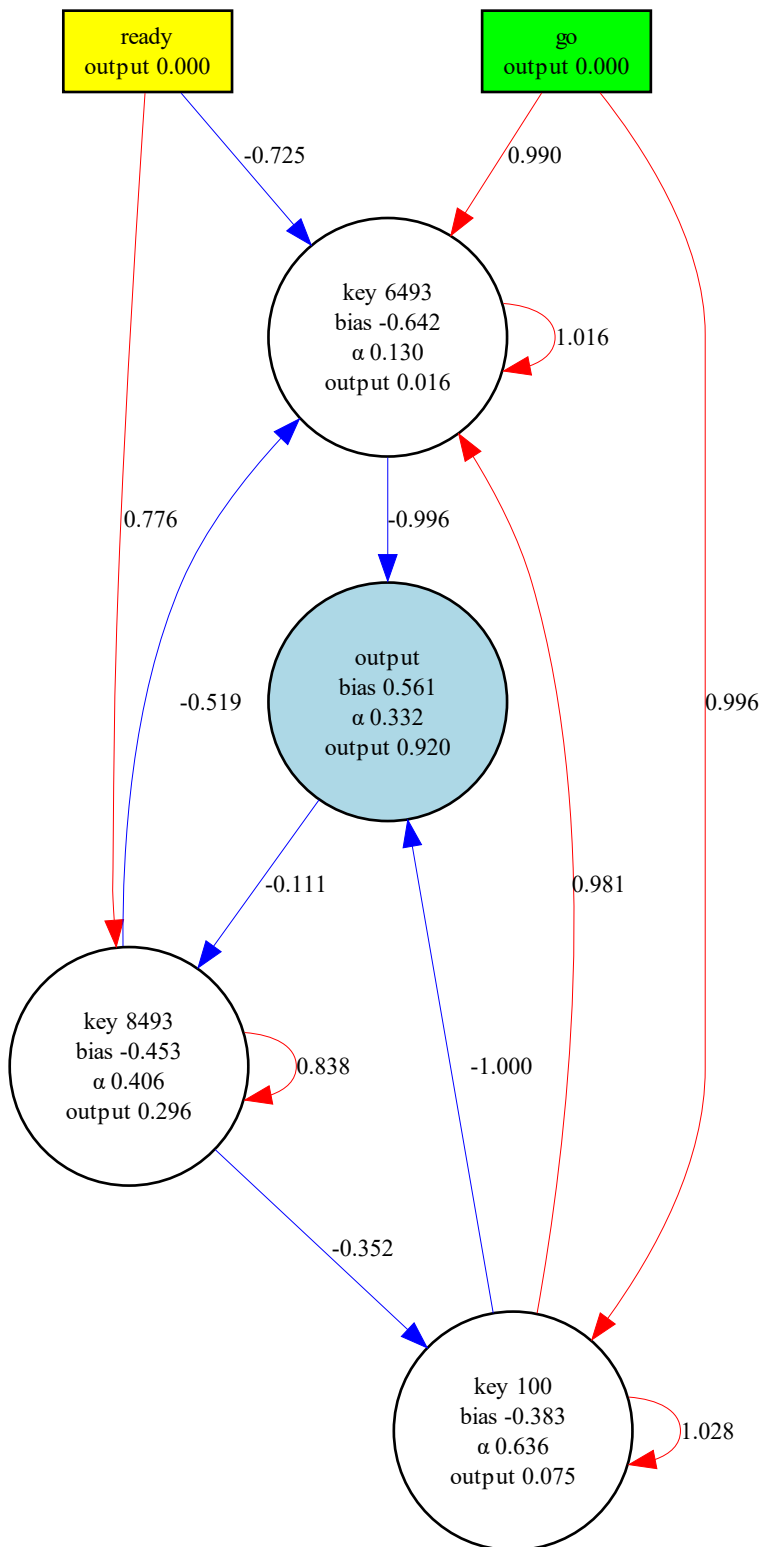 ready
output 0.000
go
output 0.000
-0.725
0.990
key 6493
bias -0.642
α 0.130
output 0.016
1.016
0.776
-0.996
output
bias 0.561
α 0.332
output 0.920
-0.519
0.996
-0.111
0.981
key 8493
bias -0.453
α 0.406
output 0.296
0.838
-1.000
-0.352
key 100
bias -0.383
α 0.636
output 0.075
1.028